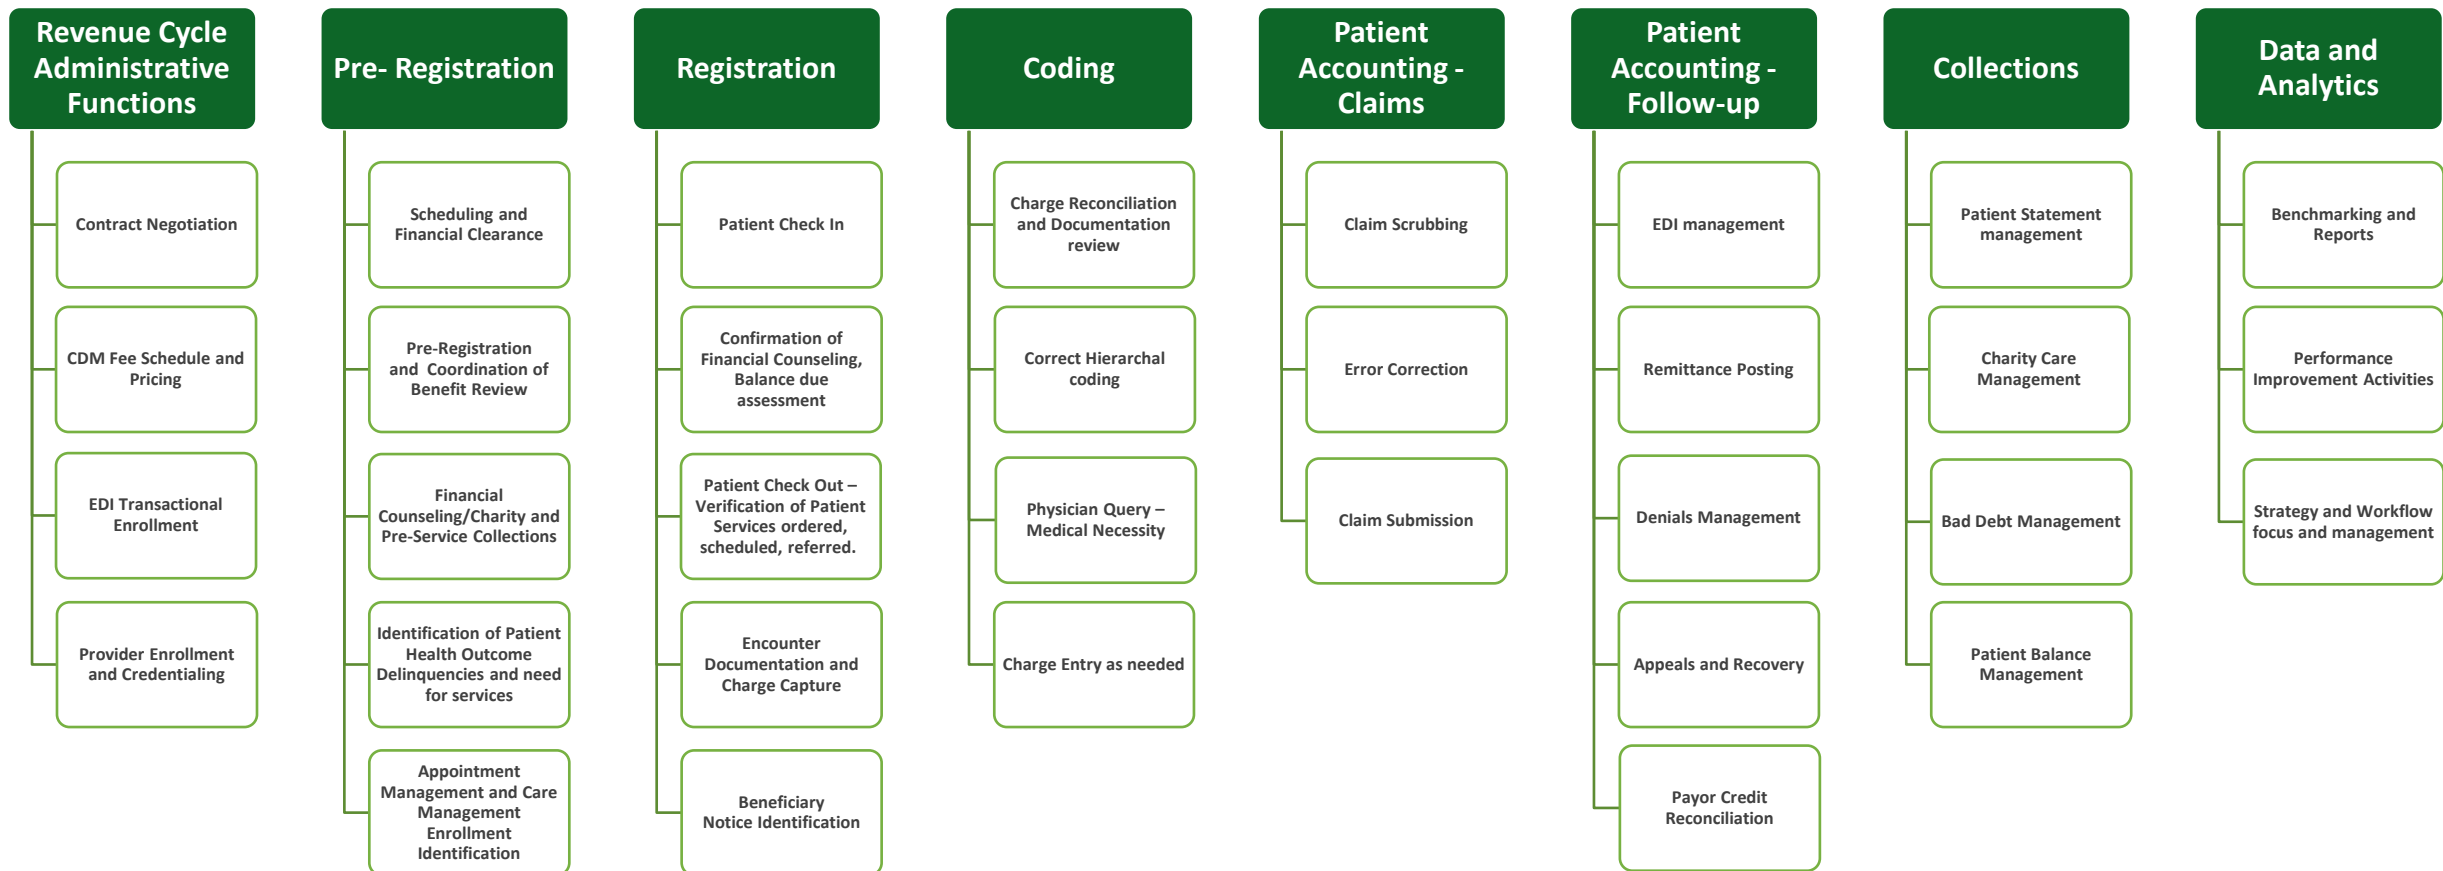 Revenue Cycle
Administrative
Functions
Contract Negotiation
CDM Fee Schedule and
Pricing
EDI Transactional
Enrollment
Provider Enrollment
and Credentialing
Pre- Registration
Scheduling and
Financial Clearance
Pre-Registration
and Coordination of
Benefit Review
Financial
Counseling/Charity and
Pre-Service Collections
Identification of Patient
Health Outcome
Delinquencies and need
for services
Appointment
Management and Care
Management
Enrollment
Identification
Registration
Patient Check In
Confirmation of
Financial Counseling,
Balance due
assessment
Patient Check Out –
Verification of Patient
Services ordered,
scheduled, referred.
Encounter
Documentation and
Charge Capture
Beneficiary
Notice Identification
Coding
Charge Reconciliation
and Documentation
review
Correct Hierarchal
coding
Physician Query –
Medical Necessity
Charge Entry as needed
Patient
Accounting -
Claims
Claim Scrubbing
Error Correction
Claim Submission
Patient
Accounting -
Follow-up
EDI management
Remittance Posting
Denials Management
Appeals and Recovery
Payor Credit
Reconciliation
Collections
Patient Statement
management
Charity Care
Management
Bad Debt Management
Patient Balance
Management
Data and
Analytics
Benchmarking and
Reports
Performance
Improvement Activities
Strategy and Workflow
focus and management